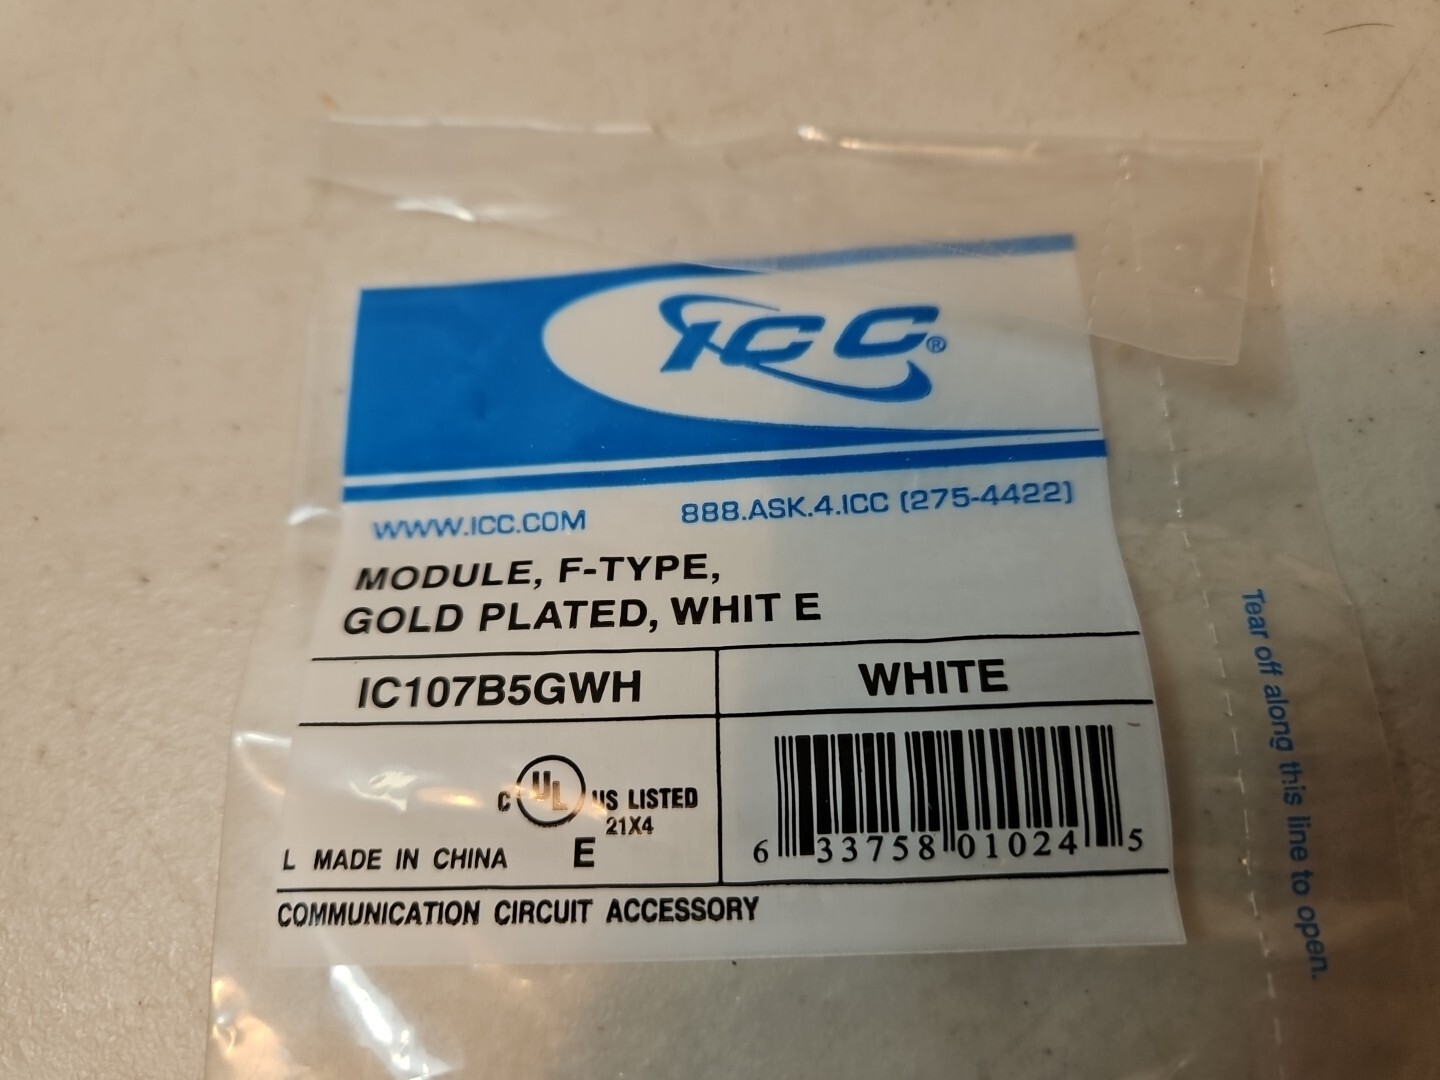 ICC®
WWW.ICC.COM 888.ASK.4.ICC (275-4422)
MODULE, F-TYPE,
GOLD PLATED, WHIT E
IC107B5GWH WHITE
C UL US LISTED
21X4
L MADE IN CHINA E
6 33758 01024 5
COMMUNICATION CIRCUIT ACCESSORY
Tear off along this line to open.